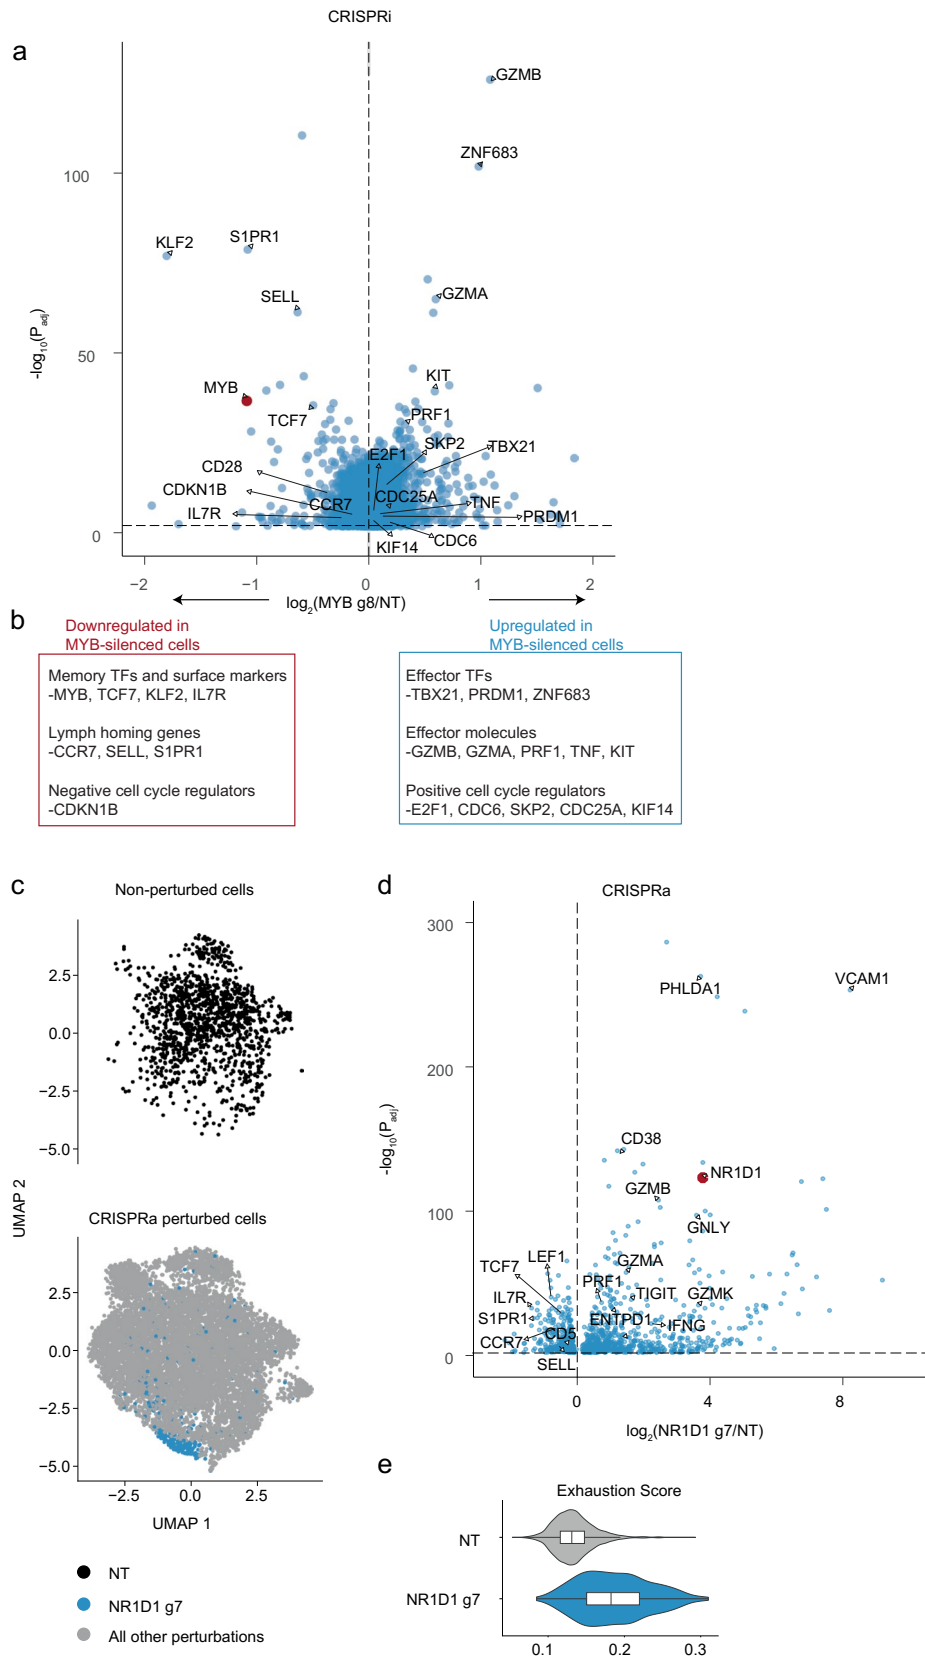 CRISPRi
a
GZMB
ZNF683
100
KLF2
S1PR1
SELL
GZMA
-log10(Padj)
50
MYB
KIT
TCF7
PRF1
SKP2
TBX21
E2F1
CD28
CDKN1B
CCR7
CDC25A
TNF
IL7R
PRDM1
0
KIF14
CDC6
−2
−1
0
1
2
log2(MYB g8/NT)
b
Downregulated in
MYB-silenced cells
Memory TFs and surface markers
-MYB, TCF7, KLF2, IL7R
Lymph homing genes
-CCR7, SELL, S1PR1
Negative cell cycle regulators
-CDKN1B
Upregulated in
MYB-silenced cells
Effector TFs
-TBX21, PRDM1, ZNF683
Effector molecules
-GZMB, GZMA, PRF1, TNF, KIT
Positive cell cycle regulators
-E2F1, CDC6, SKP2, CDC25A, KIF14
c
Non-perturbed cells
2.5
0.0
−2.5
−5.0
UMAP 2
CRISPRa perturbed cells
2.5
0.0
−2.5
−5.0
−2.5
0.0
2.5
UMAP 1
NT
NR1D1 g7
All other perturbations
d
CRISPRa
300
PHLDA1
VCAM1
200
-log10(Padj)
CD38
NR1D1
GZMB
100
GNLY
LEF1
TCF7
GZMA
IL7R
PRF1
TIGIT
GZMK
S1PR1
ENTPD1
IFNG
CCR7
CD5
SELL
0
0
4
8
log2(NR1D1 g7/NT)
e
Exhaustion Score
NT
NR1D1 g7
0.1
0.2
0.3